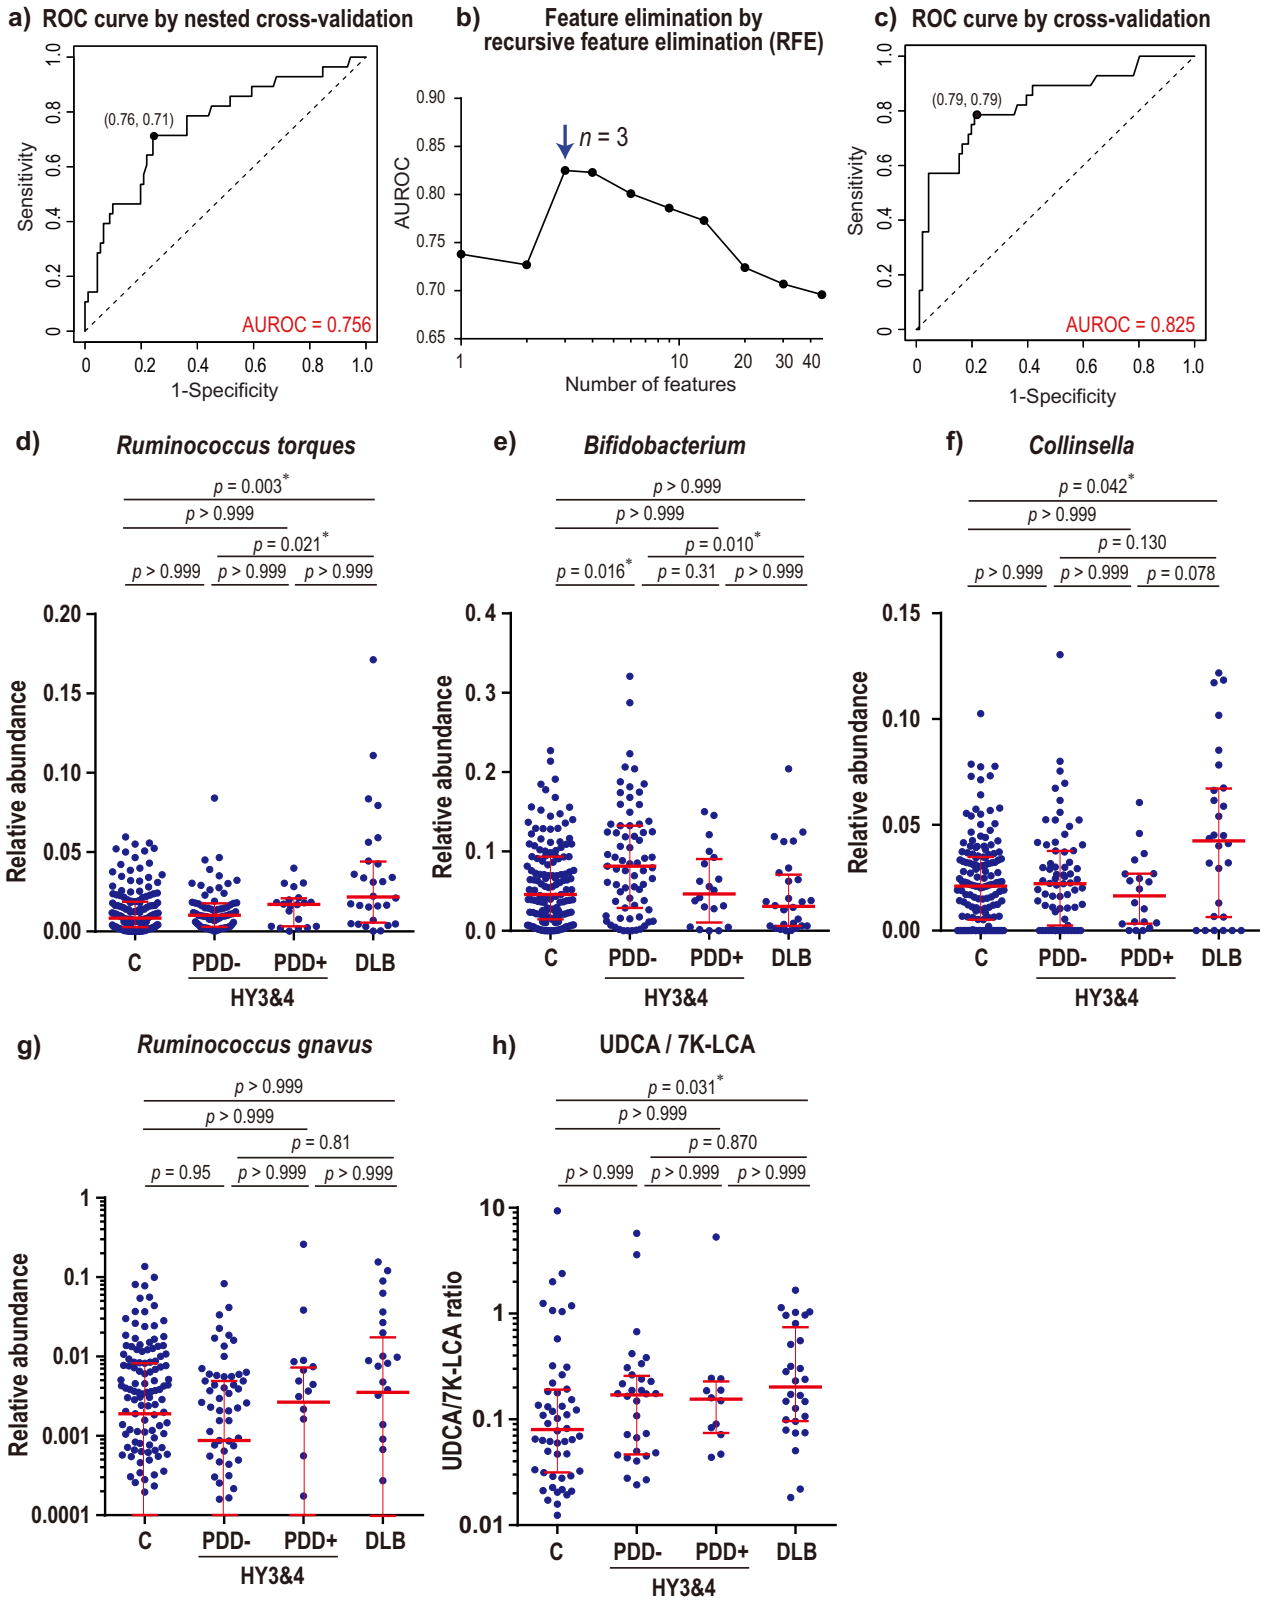 a) ROC curve by nested cross-validation
1.0
0.8
0.6
0.4
0.2
0
Sensitivity
(0.76, 0.71)
AUROC = 0.756
0 0.2 0.4 0.6 0.8 1.0
1-Specificity
b) Feature elimination by
recursive feature elimination (RFE)
0.90
0.85
0.80
0.75
0.70
0.65
AUROC
n = 3
1 10 20 30 40
Number of features
c) ROC curve by cross-validation
1.0
0.8
0.6
0.4
0.2
0
Sensitivity
(0.79, 0.79)
AUROC = 0.825
0 0.2 0.4 0.6 0.8 1.0
1-Specificity
d) Ruminococcus torques
p = 0.003*
p > 0.999
p = 0.021*
p > 0.999 p > 0.999 p > 0.999
0.20
0.15
0.10
0.05
0.00
Relative abundance
C PDD- PDD+ DLB
HY3&4
e) Bifidobacterium
p > 0.999
p > 0.999
p = 0.010*
p = 0.016* p = 0.31 p > 0.999
0.4
0.3
0.2
0.1
0.0
Relative abundance
C PDD- PDD+ DLB
HY3&4
f) Collinsella
p = 0.042*
p > 0.999
p = 0.130
p > 0.999 p > 0.999 p = 0.078
0.15
0.10
0.05
0.00
Relative abundance
C PDD- PDD+ DLB
HY3&4
g) Ruminococcus gnavus
p > 0.999
p > 0.999
p = 0.81
p = 0.95 p > 0.999 p > 0.999
1
0.1
0.01
0.001
0.0001
Relative abundance
C PDD- PDD+ DLB
HY3&4
h) UDCA / 7K-LCA
p = 0.031*
p > 0.999
p = 0.870
p > 0.999 p > 0.999 p > 0.999
10
1
0.1
0.01
UDCA/7K-LCA ratio
C PDD- PDD+ DLB
HY3&4